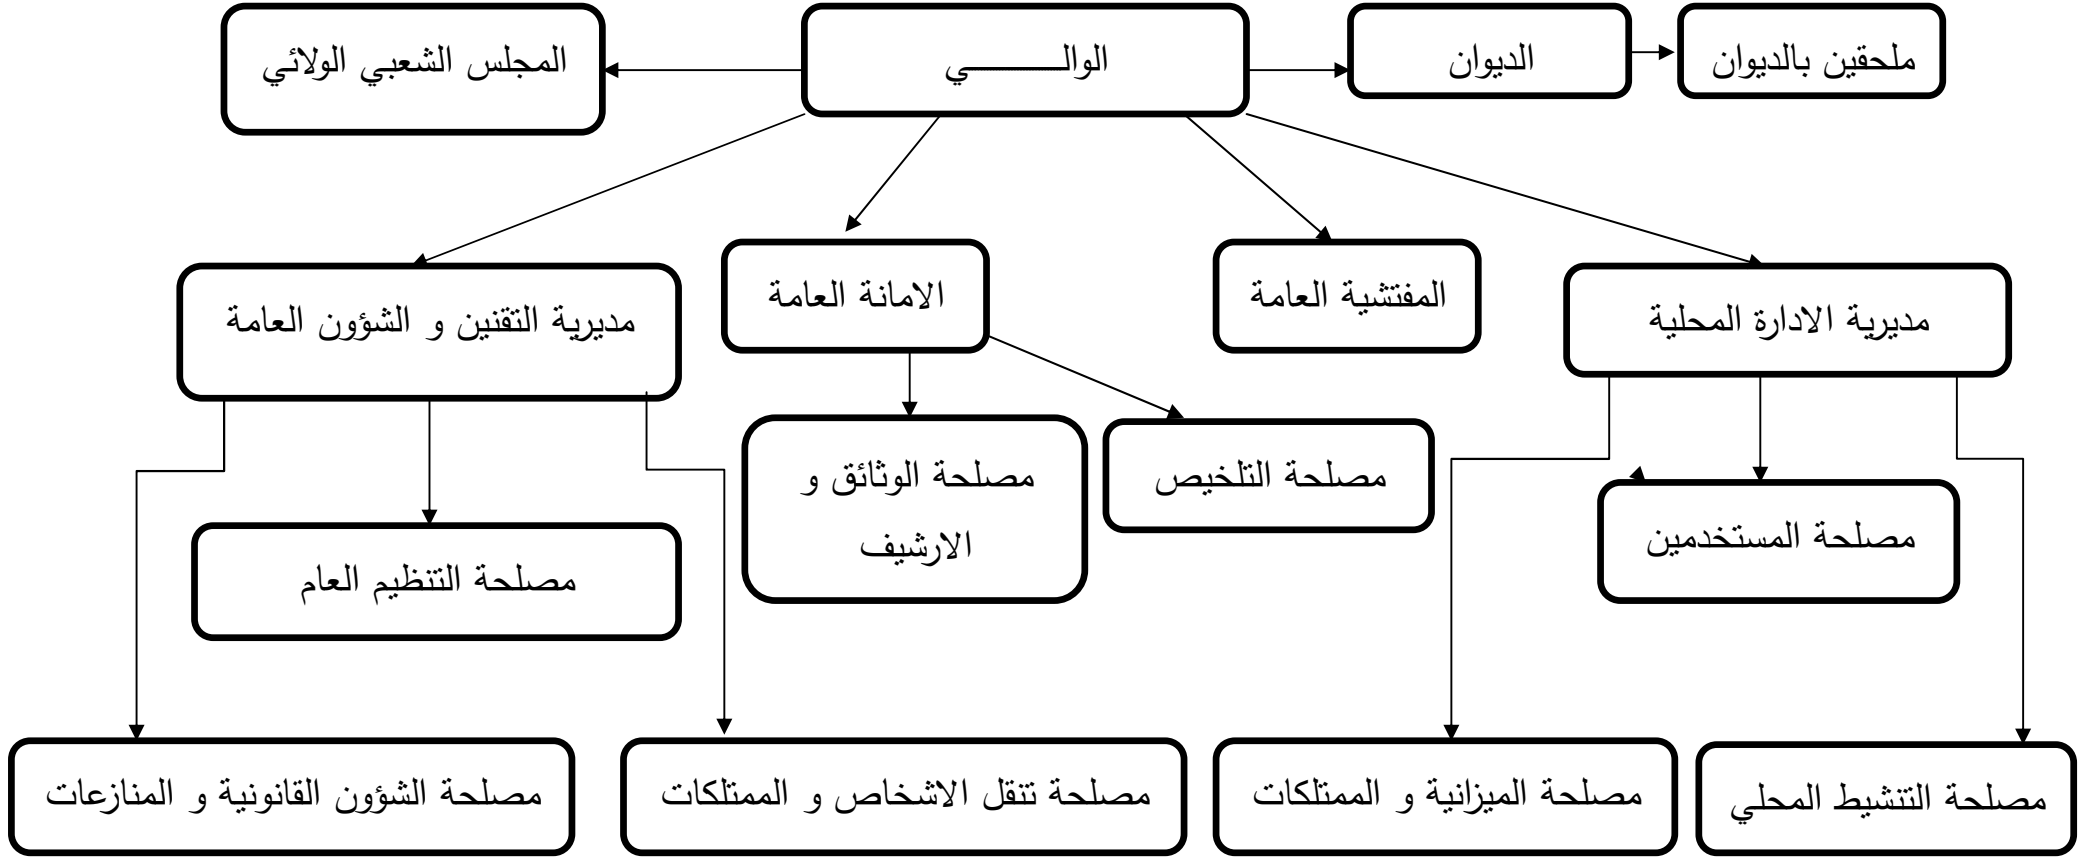 ملحقين بالديوان
الديوان
الوالـــــــــــي
المجلس الشعبي الولائي
مديرية الادارة المحلية
المفتشية العامة
الامانة العامة
مديرية التقنين و الشؤون العامة
مصلحة المستخدمين
مصلحة التلخيص
مصلحة الوثائق و
الارشيف
مصلحة التنظيم العام
مصلحة التنشيط المحلي
مصلحة الميزانية و الممتلكات
مصلحة تنقل الاشخاص و الممتلكات
مصلحة الشؤون القانونية و المنازعات